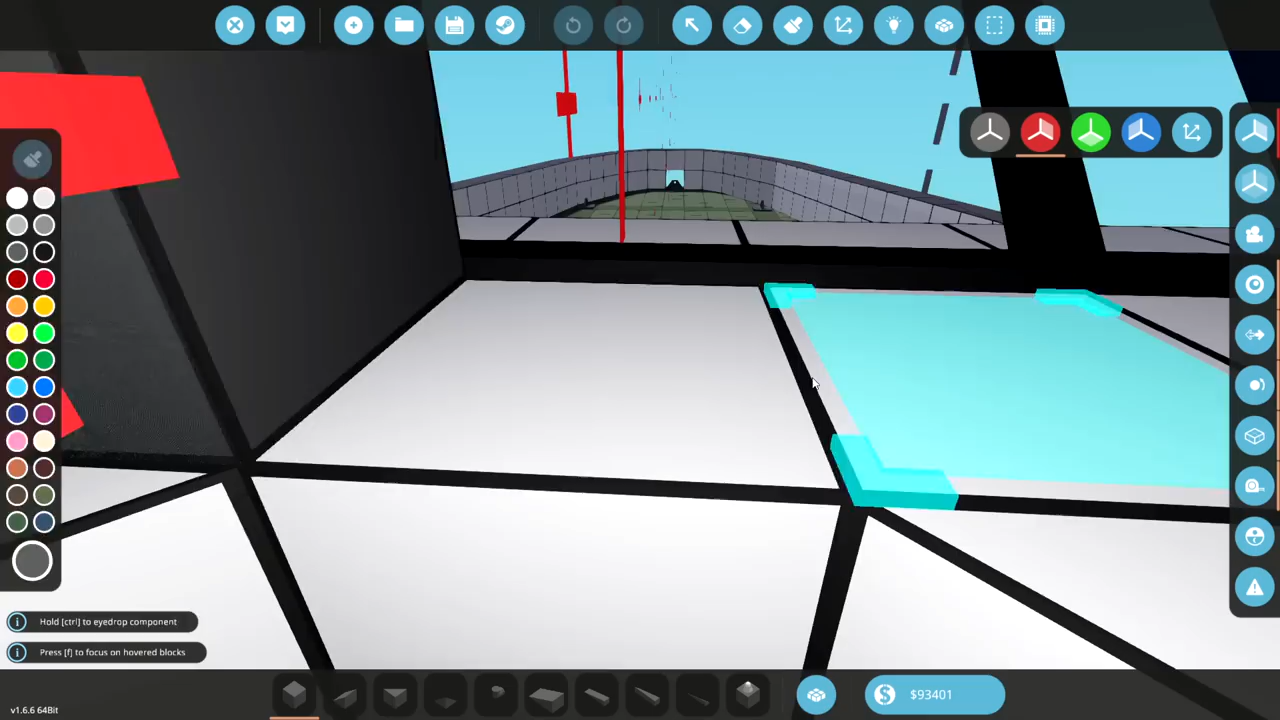 Hold [ctrl] to eyedrop component
Press [f] to focus on hovered blocks
$93401
v1.6.6 64Bit